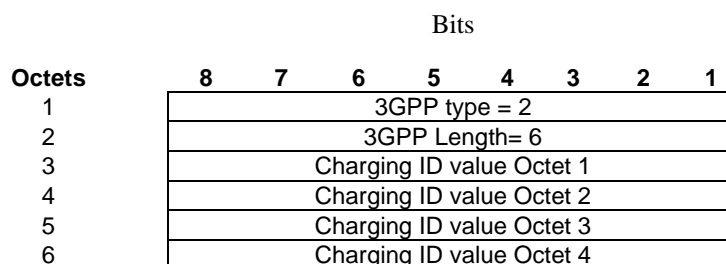 Bits
Octets 8 7 6 5 4 3 2 1
1 3GPP type = 2
2 3GPP Length= 6
3 Charging ID value Octet 1
4 Charging ID value Octet 2
5 Charging ID value Octet 3
6 Charging ID value Octet 4